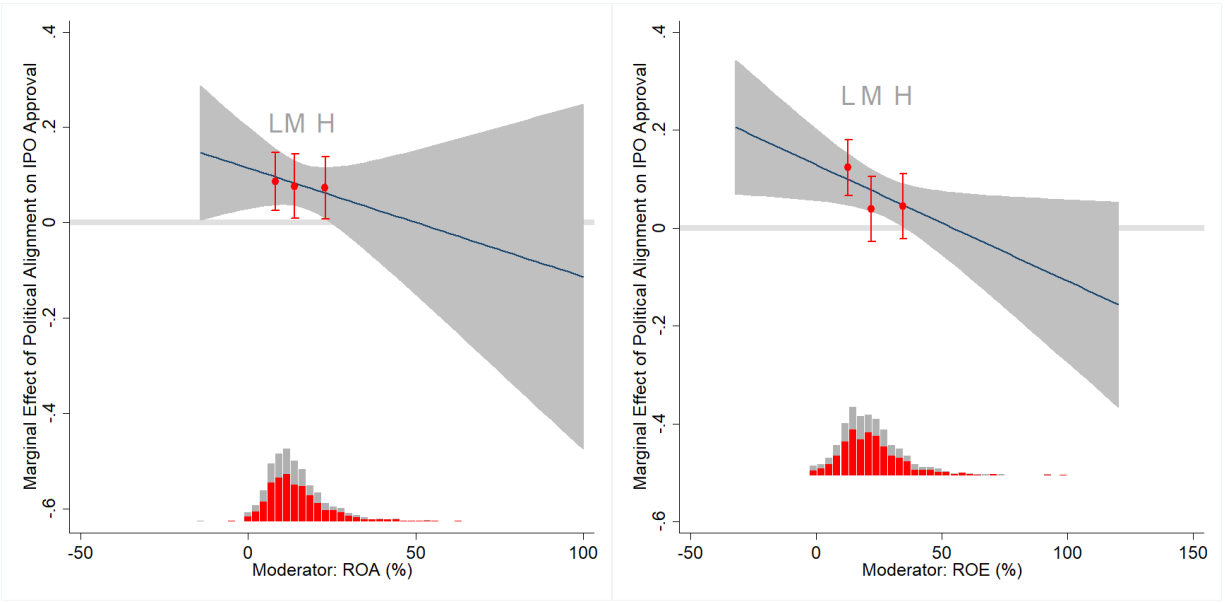 Marginal Effect of Political Alignment on IPO Approval
.4
.2
0
-.2
-.4
-.6
L M H
-50 0 50 100
Moderator: ROA (%)
Marginal Effect of Political Alignment on IPO Approval
.4
.2
0
-.2
-.4
-.6
L M H
-50 0 50 100 150
Moderator: ROE (%)